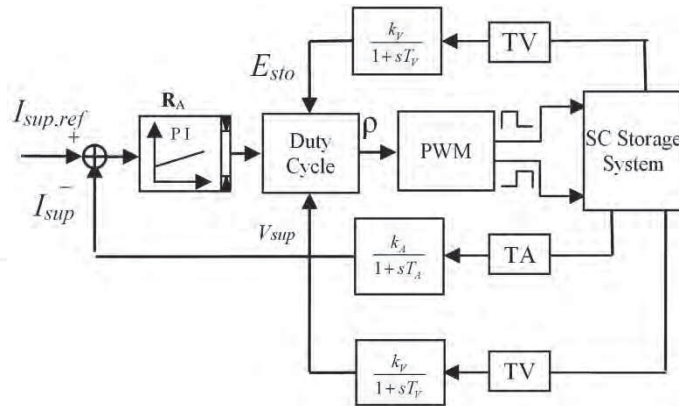 k_V
1 + sT_V
TV
E_sto
I_sup,ref
+
R_A
P I
Duty
Cycle
ρ
PWM
SC Storage
System
−
I_sup
V_sup
k_A
1 + sT_A
TA
k_V
1 + sT_V
TV